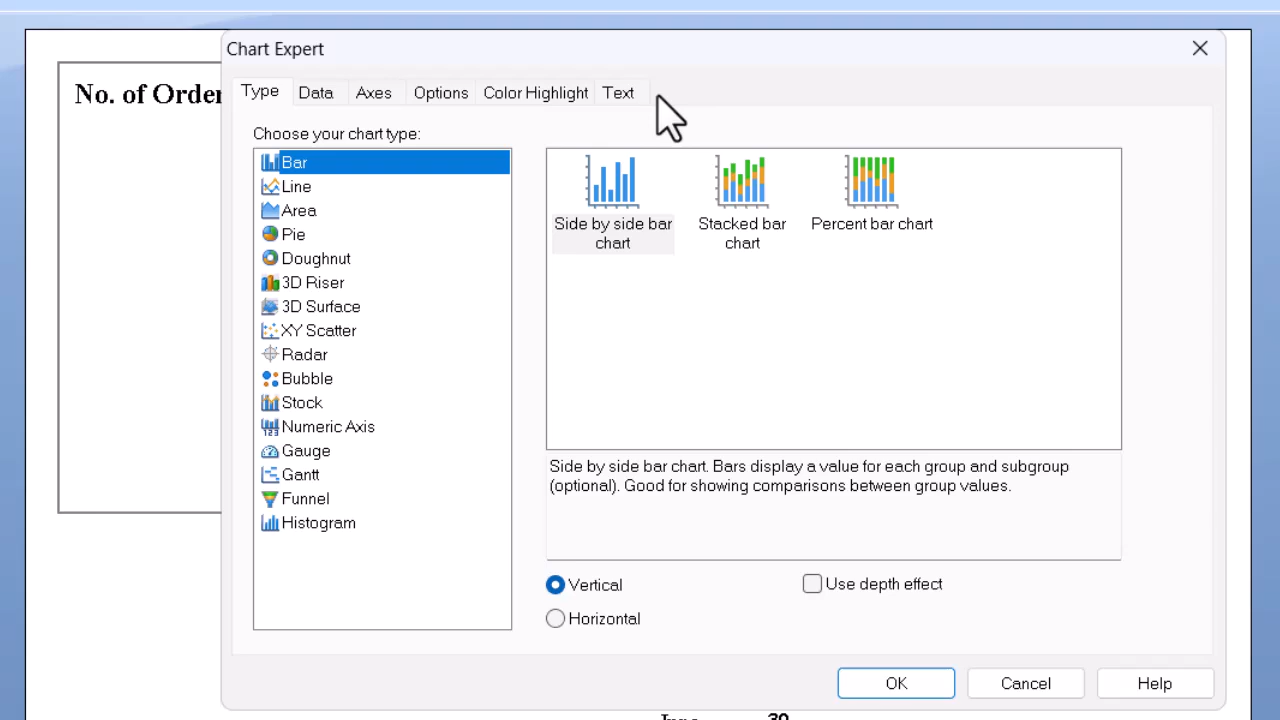 Chart Expert
No. of Order
Type Data Axes Options Color Highlight Text
Choose your chart type:
Bar
Line
Area
Pie
Doughnut
3D Riser
3D Surface
XY Scatter
Radar
Bubble
Stock
Numeric Axis
Gauge
Gantt
Funnel
Histogram
Side by side bar
chart
Stacked bar
chart
Percent bar chart
Side by side bar chart. Bars display a value for each group and subgroup
(optional). Good for showing comparisons between group values.
Vertical
Use depth effect
Horizontal
OK Cancel Help